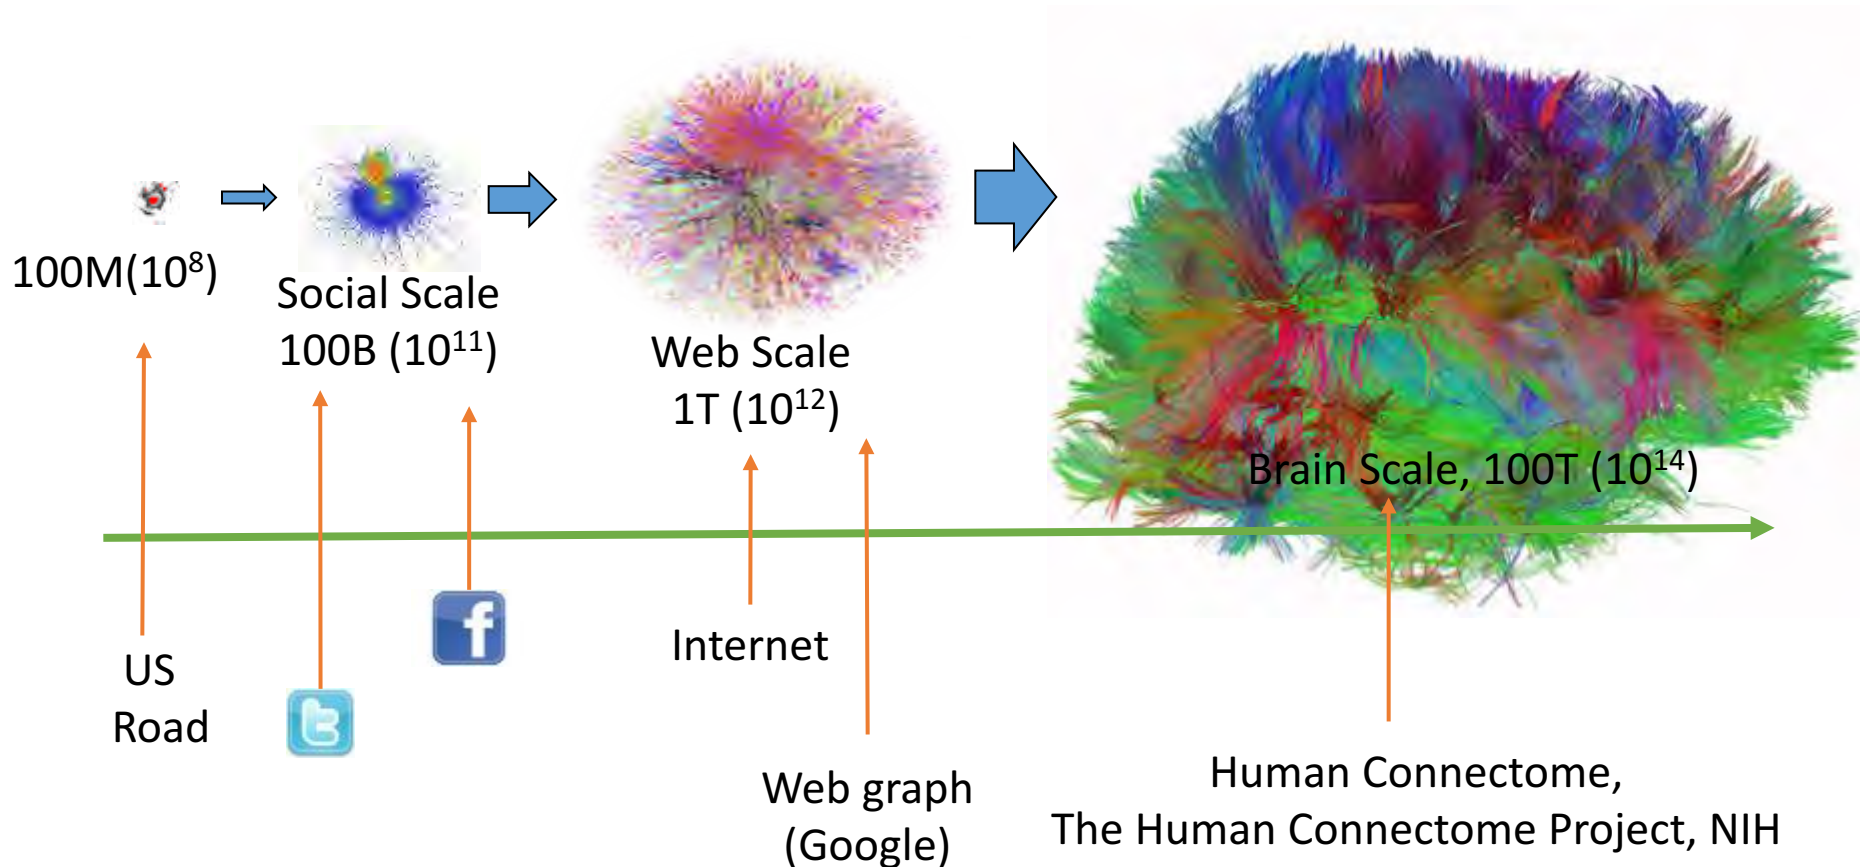 100M(10⁸)
Social Scale
100B (10¹¹)
Web Scale
1T (10¹²)
Brain Scale, 100T (10¹⁴)
US
Road
t
f
Internet
Web graph
(Google)
Human Connectome,
The Human Connectome Project, NIH